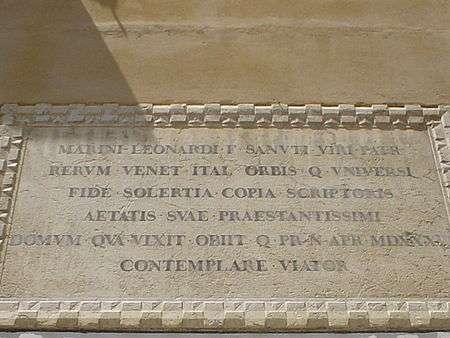 MARINI · LEONARDI · F · SANVTI · VIRI · PATR
RERVM · VENET · ITAL · ORBIS · Q · VNIVERSI
FIDE · SOLERTIA · COPIA · SCRIPTORIS
AETATIS · SVAE · PRAESTANTISSIMI
DOMVM · QVA · VIXIT · OBIIT · Q · PR · N · APR
CONTEMPLARE · VIATOR